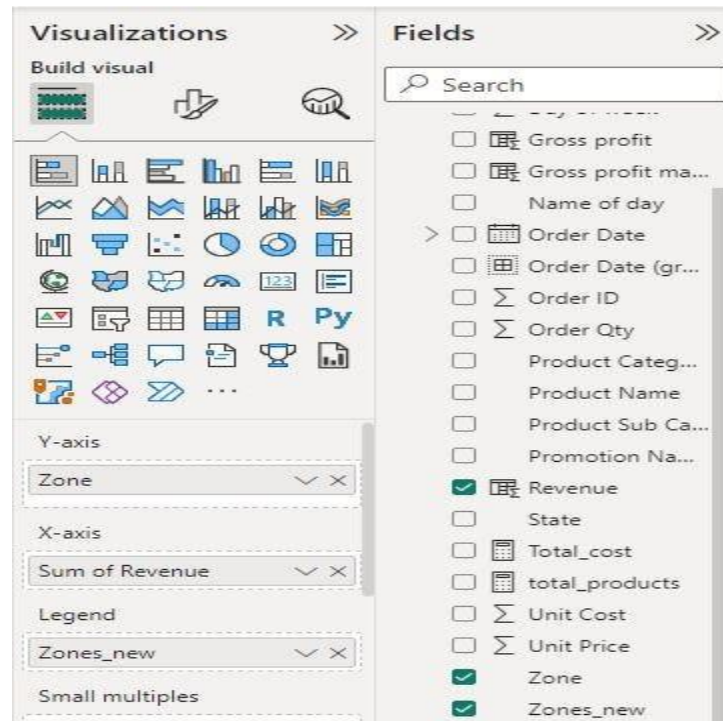 Visualizations
Build visual
123
R
Py
Y-axis
Zone
X-axis
Sum of Revenue
Legend
Zones_new
Small multiples
Fields
Search
Gross profit
Gross profit ma...
Name of day
Order Date
Order Date (gr...
Order ID
Order Qty
Product Categ...
Product Name
Product Sub Ca...
Promotion Na...
Revenue
State
Total_cost
total_products
Unit Cost
Unit Price
Zone
Zones_new